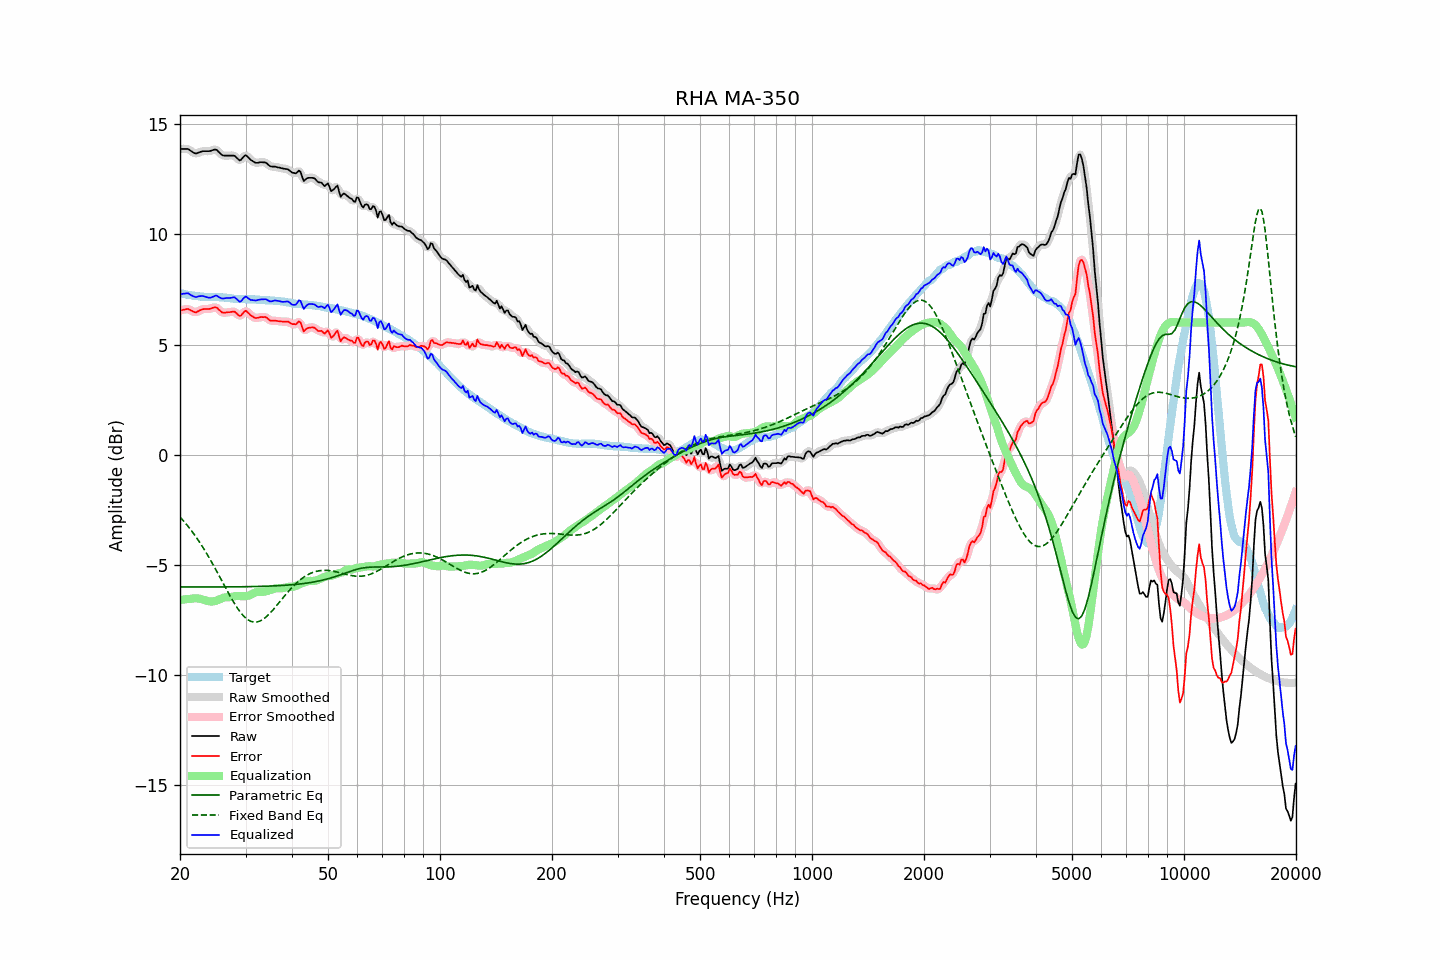 RHA MA-350
15
10
5
0
−5
−10
−15
Amplitude (dBr)
Target
Raw Smoothed
Error Smoothed
Raw
Error
Equalization
Parametric Eq
Fixed Band Eq
Equalized
20 50 100 200 500 1000 2000 5000 10000 20000
Frequency (Hz)